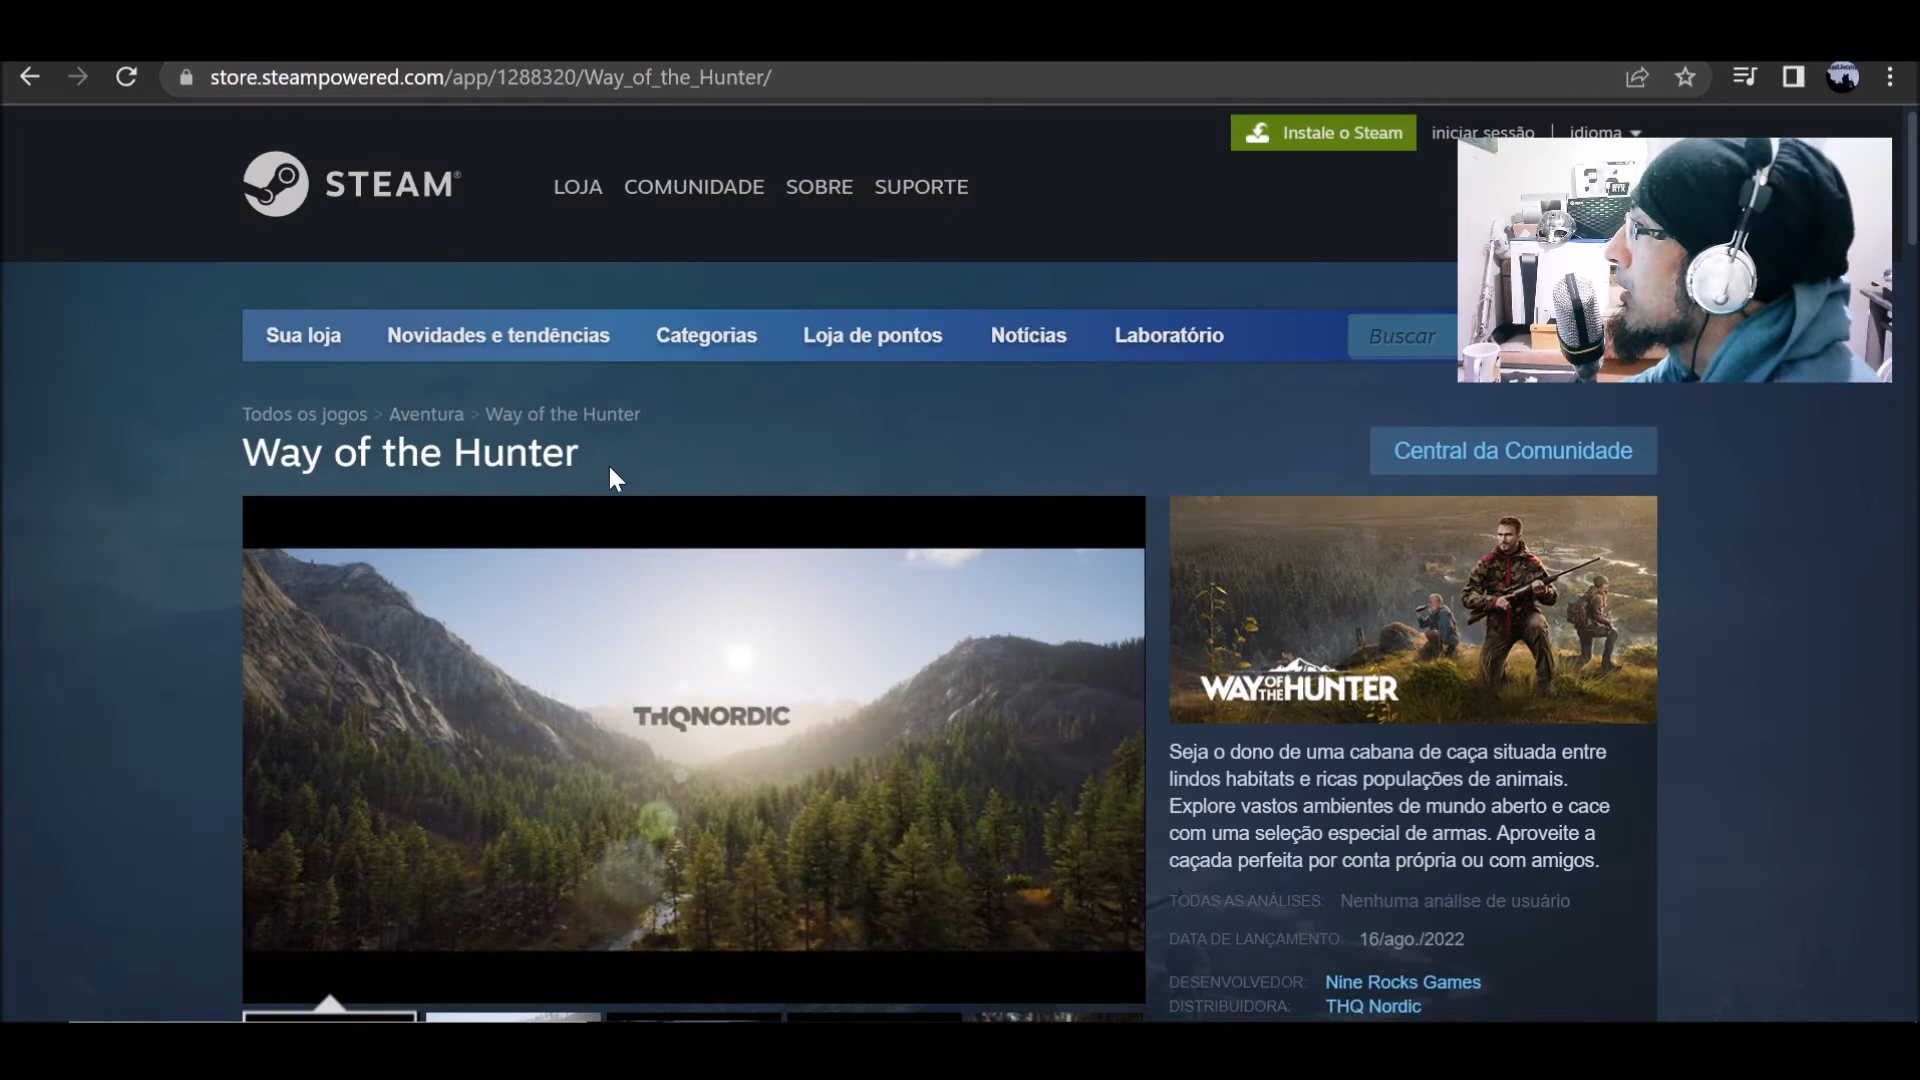 store.steampowered.com/app/1288320/Way_of_the_Hunter/
Instale o Steam
iniciar sessão | idioma
STEAM®
LOJA COMUNIDADE SOBRE SUPORTE
Sua loja Novidades e tendências Categorias Loja de pontos Notícias Laboratório Buscar
Todos os jogos > Aventura > Way of the Hunter
Way of the Hunter
Central da Comunidade
THQNORDIC
WAY OF THE HUNTER
Seja o dono de uma cabana de caça situada entre
lindos habitats e ricas populações de animais.
Explore vastos ambientes de mundo aberto e cace
com uma seleção especial de armas. Aproveite a
caçada perfeita por conta própria ou com amigos.
TODAS AS ANÁLISES: Nenhuma análise de usuário
DATA DE LANÇAMENTO: 16/ago./2022
DESENVOLVEDOR: Nine Rocks Games
DISTRIBUIDORA: THQ Nordic